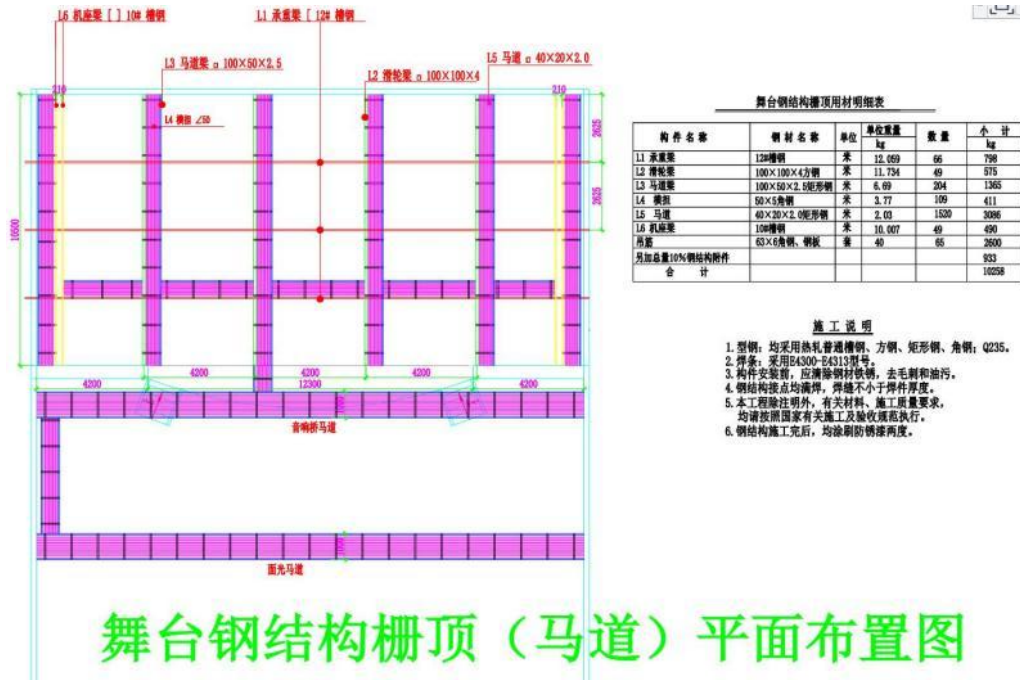 L6 机座梁 [ ] 10# 槽钢
L1 承重梁 [ 12# 槽钢
L3 马道梁 □ 100×50×2.5
L5 马道 □ 40×20×2.0
L2 滑轮梁 □ 100×100×4
L4 横担 ∠50
210
210
2625
2625
10500
4200
4200
4200
4200
4200
12300
1000
音响桥马道
1000
面光马道
舞台钢结构栅顶用材明细表
构件名称 钢材名称 单位 单位重量 kg 数量 小计 kg
L1 承重梁 12#槽钢 米 12.059 66 798
L2 滑轮梁 100×100×4方钢 米 11.734 49 575
L3 马道梁 100×50×2.5矩形钢 米 6.69 204 1365
L4 横担 50×5角钢 米 3.77 109 411
L5 马道 40×20×2.0矩形钢 米 2.03 1520 3086
L6 机座梁 10#槽钢 米 10.007 49 490
吊筋 63×6角钢、钢板 套 40 65 2600
另加总量10%钢结构附件 933
合计 10258
施工说明
1. 型钢：均采用热轧普通槽钢、方钢、矩形钢、角钢；Q235。
2. 焊条：采用E4300-E4313型号。
3. 构件安装前，应清除钢材铁锈，去毛刺和油污。
4. 钢结构接点均满焊，焊缝不小于焊件厚度。
5. 本工程除注明外，有关材料、施工质量要求，
均请按照国家有关施工及验收规范执行。
6. 钢结构施工完后，均涂刷防锈漆两度。
舞台钢结构栅顶（马道）平面布置图